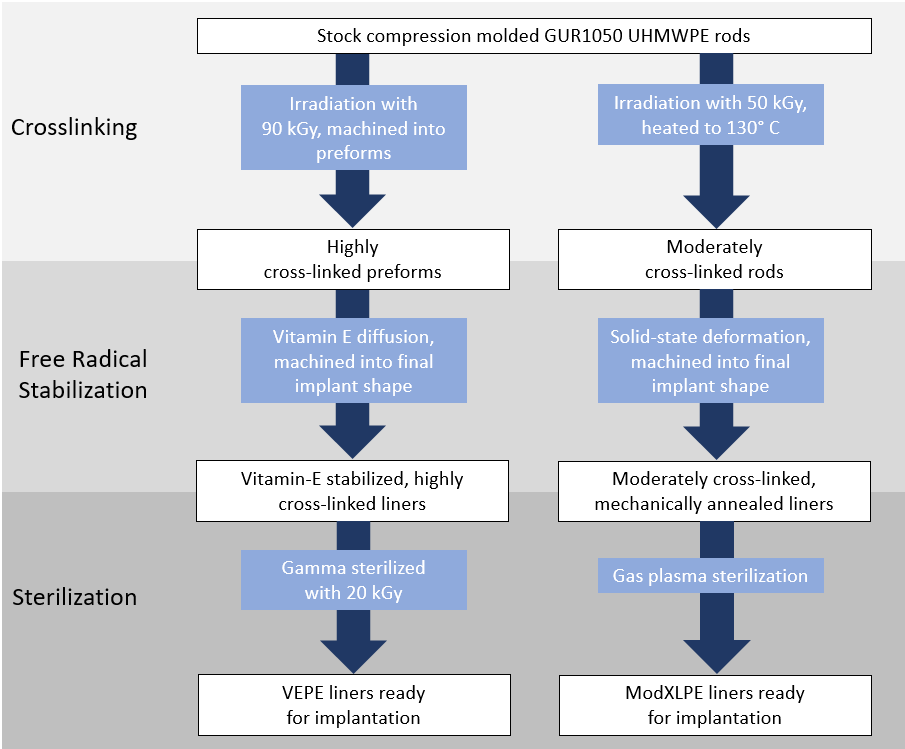 Stock compression molded GUR1050 UHMWPE rods
Crosslinking
Irradiation with
90 kGy, machined into
preforms
Irradiation with 50 kGy,
heated to 130° C
Highly
cross-linked preforms
Moderately
cross-linked rods
Free Radical
Stabilization
Vitamin E diffusion,
machined into final
implant shape
Solid-state deformation,
machined into final
implant shape
Vitamin-E stabilized, highly
cross-linked liners
Moderately cross-linked,
mechanically annealed liners
Sterilization
Gamma sterilized
with 20 kGy
Gas plasma sterilization
VEPE liners ready
for implantation
ModXLPE liners ready
for implantation